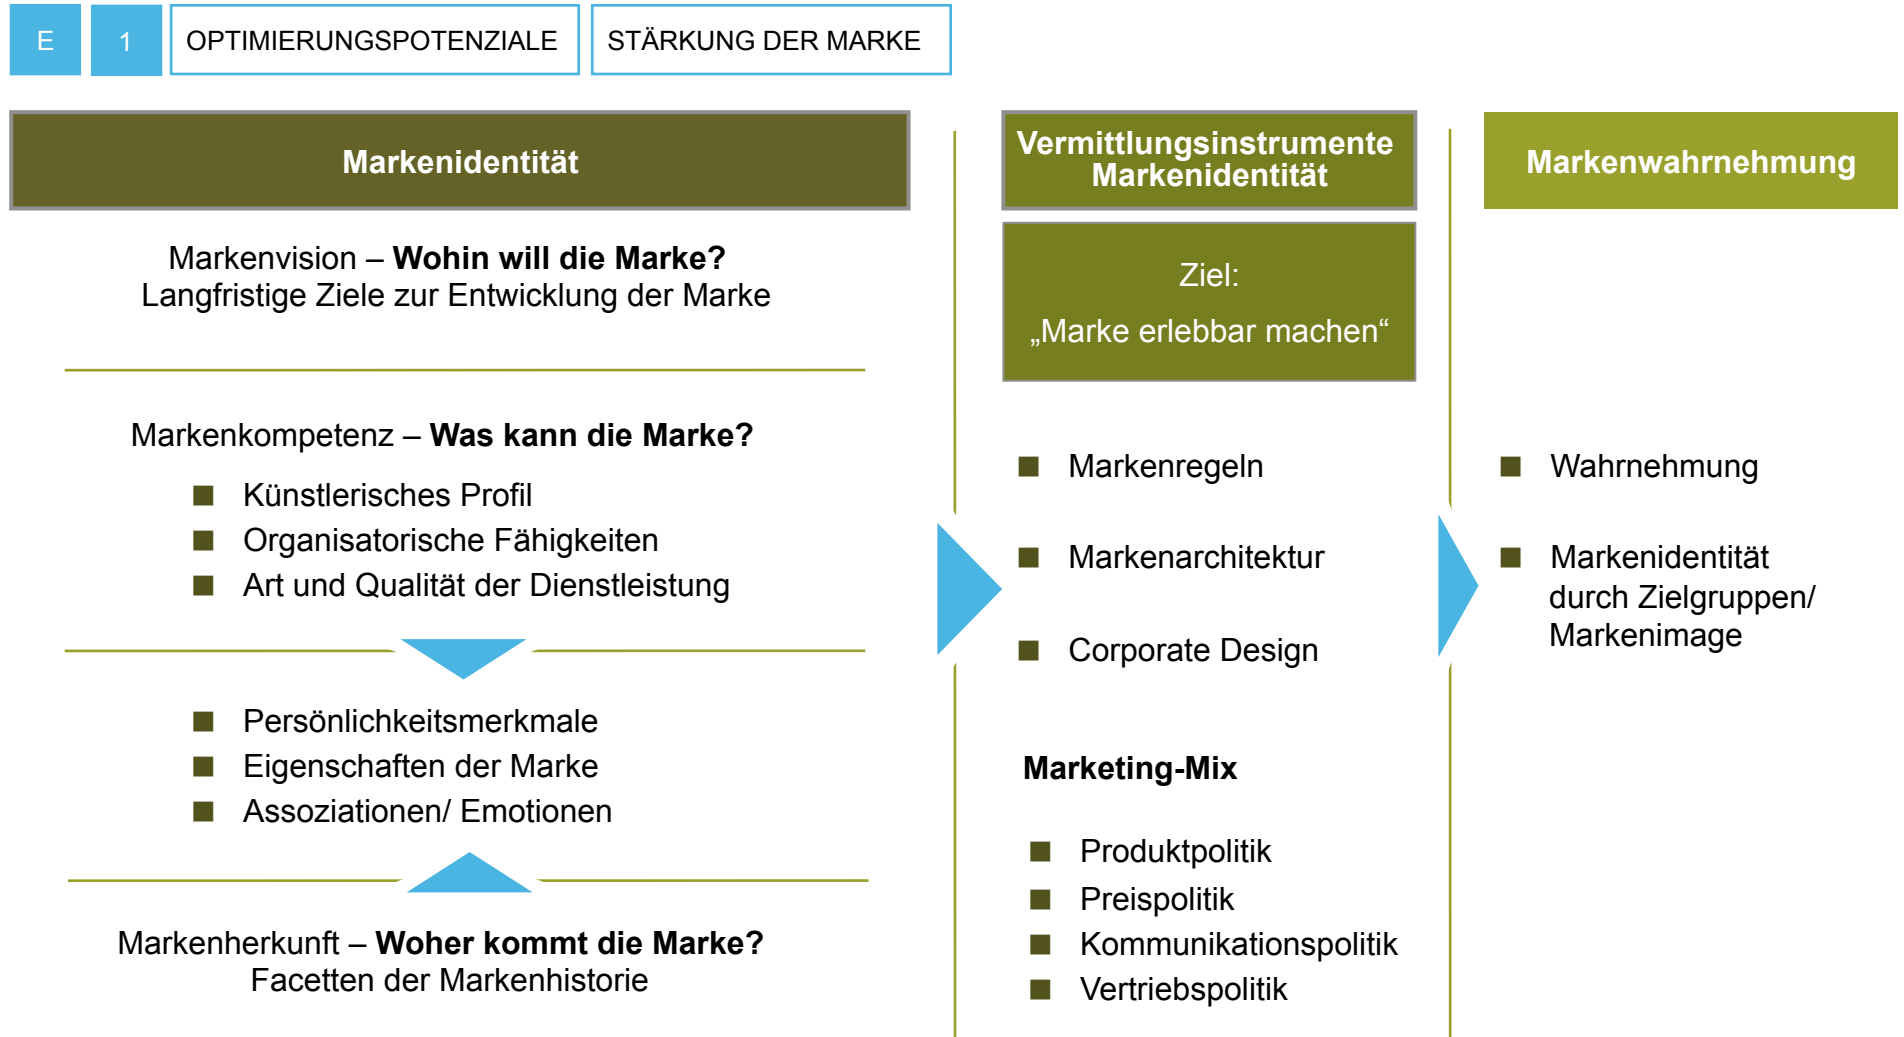 E
1
OPTIMIERUNGSPOTENZIALE
STÄRKUNG DER MARKE
Markenidentität
Markenvision – Wohin will die Marke?
Langfristige Ziele zur Entwicklung der Marke
Markenkompetenz – Was kann die Marke?
Künstlerisches Profil
Organisatorische Fähigkeiten
Art und Qualität der Dienstleistung
Persönlichkeitsmerkmale
Eigenschaften der Marke
Assoziationen/ Emotionen
Markenherkunft – Woher kommt die Marke?
Facetten der Markenhistorie
Vermittlungsinstrumente
Markenidentität
Ziel:
„Marke erlebbar machen“
Markenregeln
Markenarchitektur
Corporate Design
Marketing-Mix
Produktpolitik
Preispolitik
Kommunikationspolitik
Vertriebspolitik
Markenwahrnehmung
Wahrnehmung
Markenidentität
durch Zielgruppen/
Markenimage